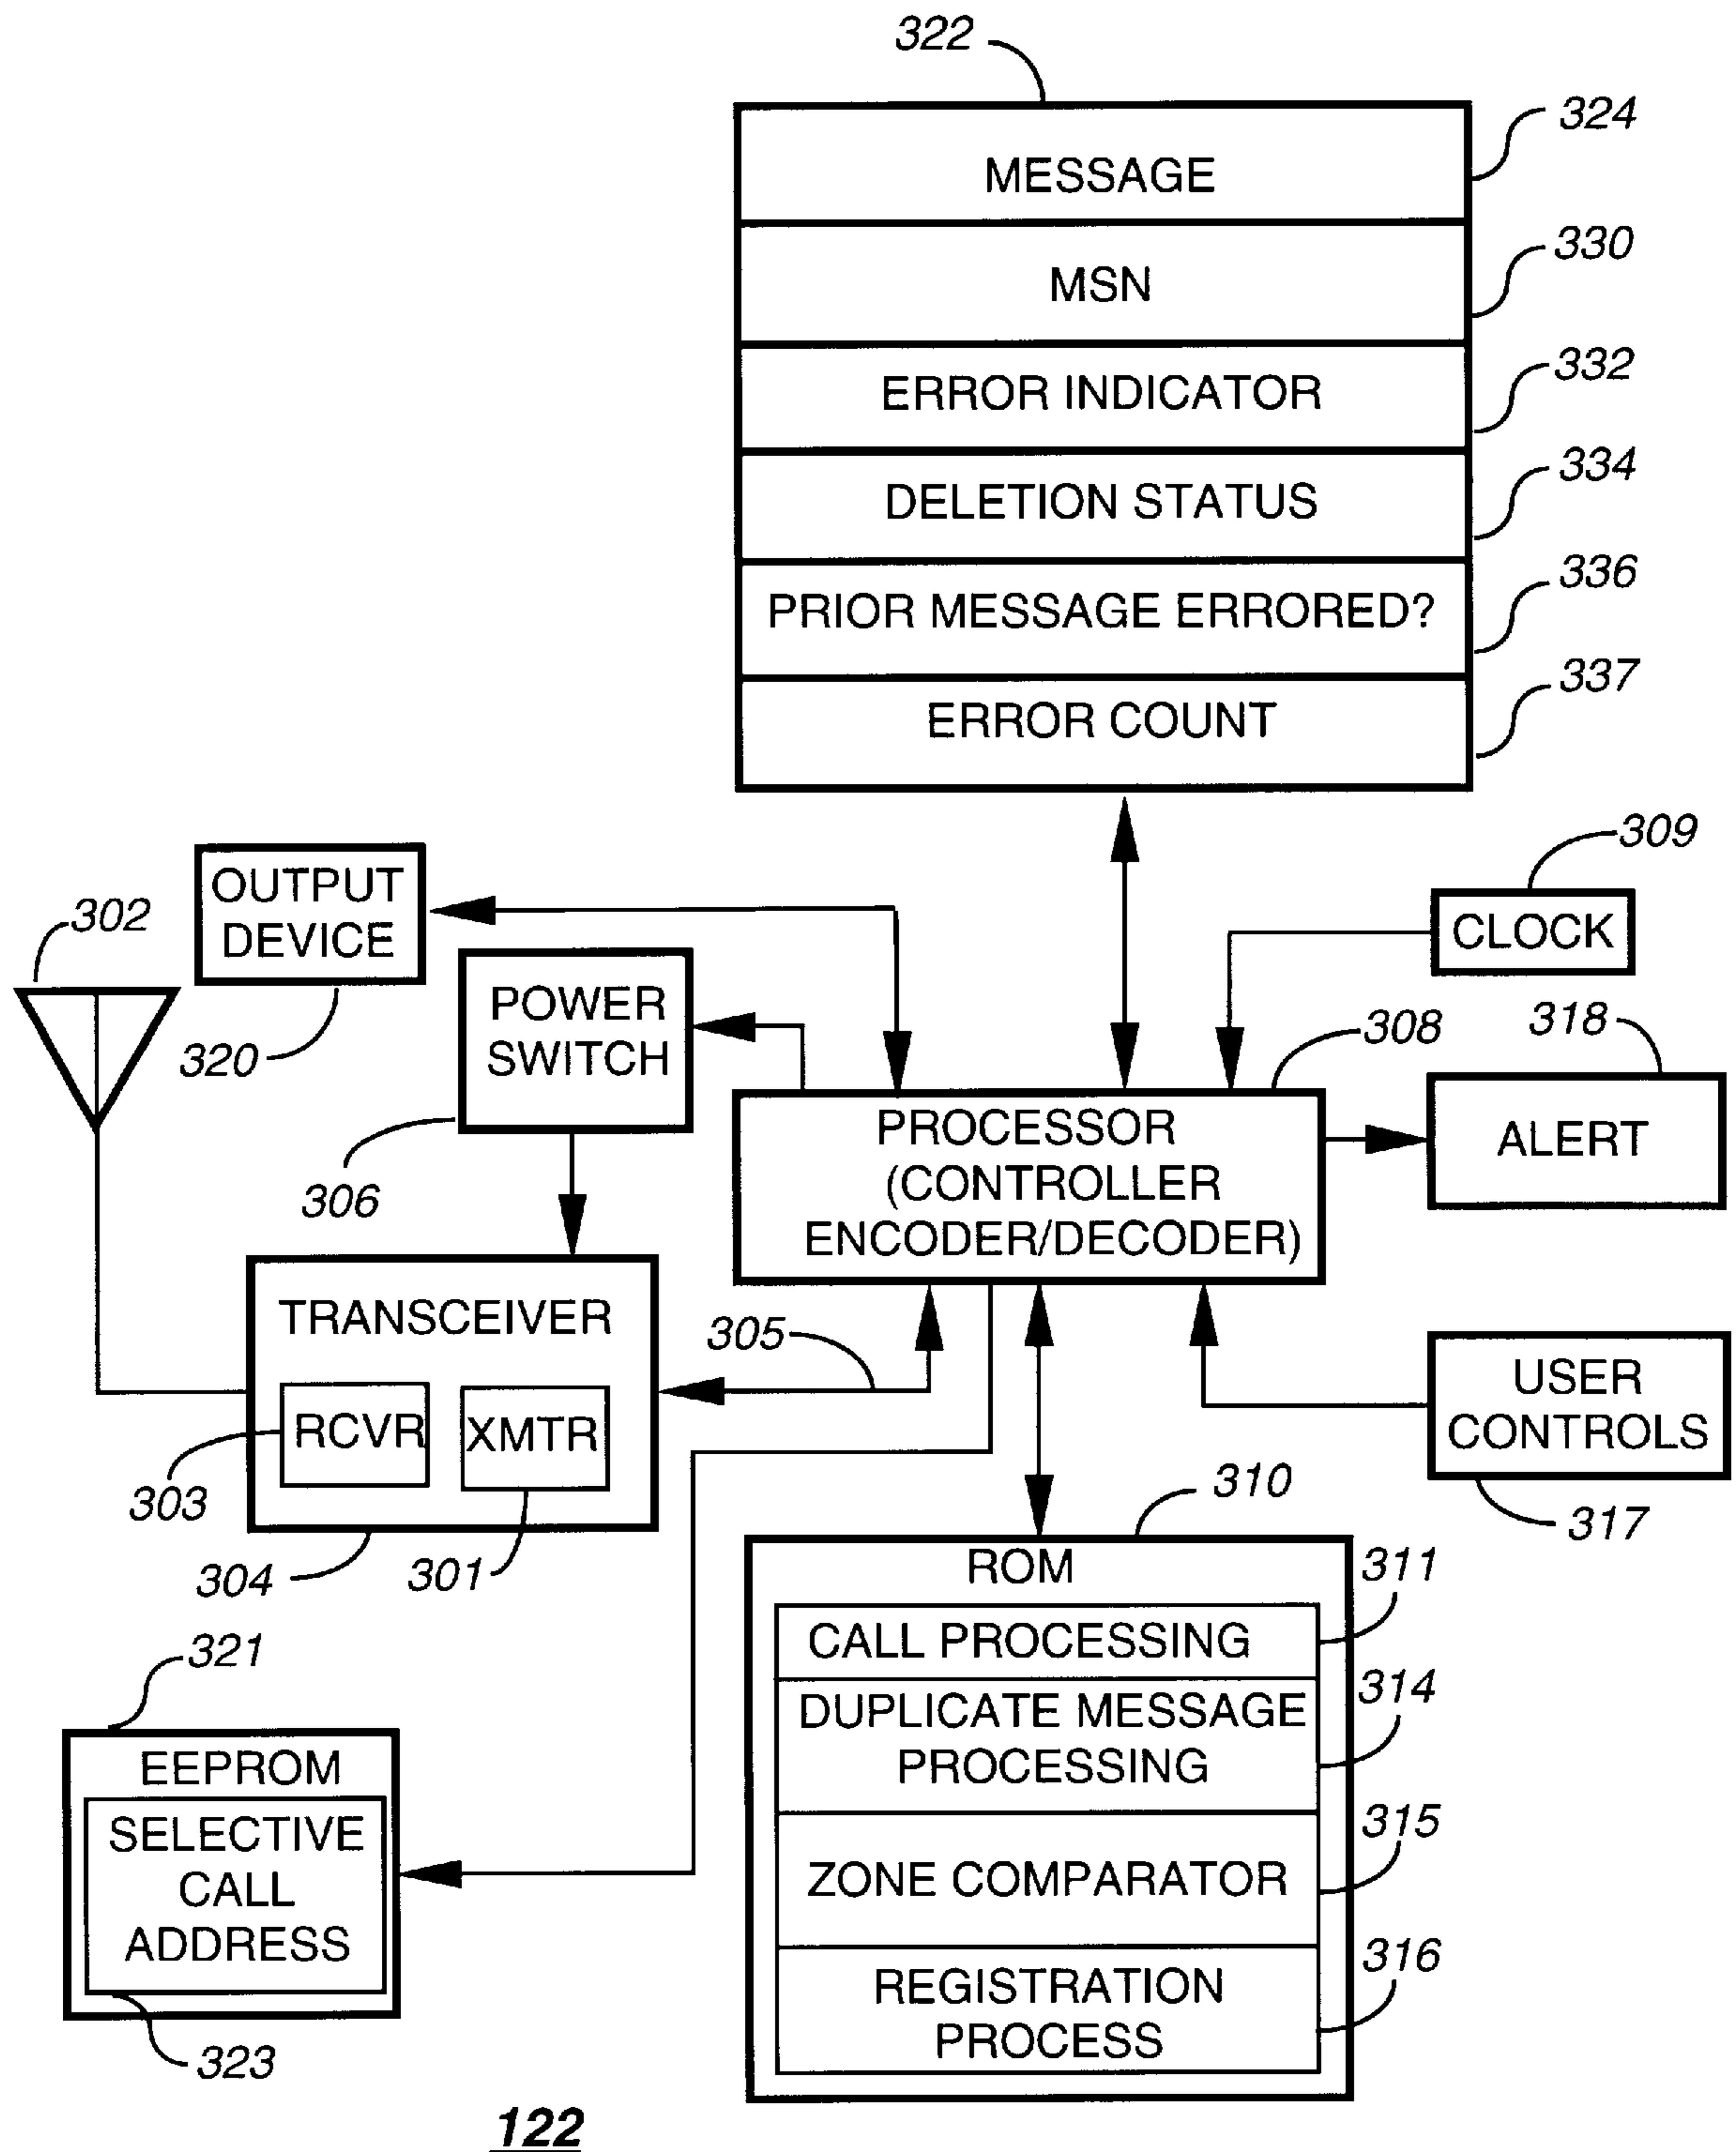 322
324
MESSAGE
330
MSN
332
ERROR INDICATOR
334
DELETION STATUS
336
PRIOR MESSAGE ERRORED?
337
ERROR COUNT
309
CLOCK
OUTPUT
DEVICE
320
302
POWER
SWITCH
306
308
318
ALERT
PROCESSOR
(CONTROLLER
ENCODER/DECODER)
TRANSCEIVER
RCVR
XMTR
303
304
301
305
USER
CONTROLS
317
310
ROM
311
CALL PROCESSING
314
DUPLICATE MESSAGE
PROCESSING
315
ZONE COMPARATOR
316
REGISTRATION
PROCESS
321
EEPROM
SELECTIVE
CALL
ADDRESS
323
122